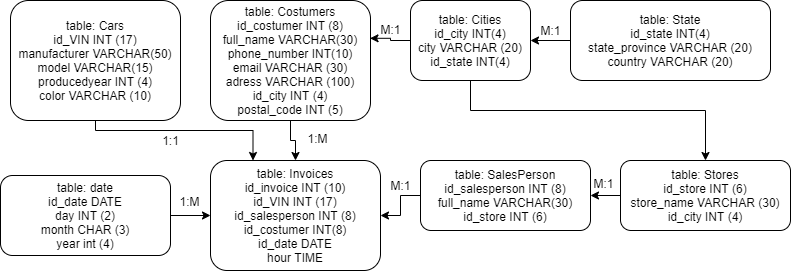 table: Cars
id_VIN INT (17)
manufacturer VARCHAR(50)
model VARCHAR(15)
producedyear INT (4)
color VARCHAR (10)
table: Costumers
id_costumer INT (8)
full_name VARCHAR(30)
phone_number INT(10)
email VARCHAR (30)
adress VARCHAR (100)
id_city INT (4)
postal_code INT (5)
M:1
table: Cities
id_city INT(4)
city VARCHAR (20)
id_state INT(4)
M:1
table: State
id_state INT(4)
state_province VARCHAR (20)
country VARCHAR (20)
1:1
1:M
table: date
id_date DATE
day INT (2)
month CHAR (3)
year int (4)
1:M
table: Invoices
id_invoice INT (10)
id_VIN INT (17)
id_salesperson INT (8)
id_costumer INT(8)
id_date DATE
hour TIME
M:1
table: SalesPerson
id_salesperson INT (8)
full_name VARCHAR(30)
id_store INT (6)
M:1
table: Stores
id_store INT (6)
store_name VARCHAR (30)
id_city INT (4)